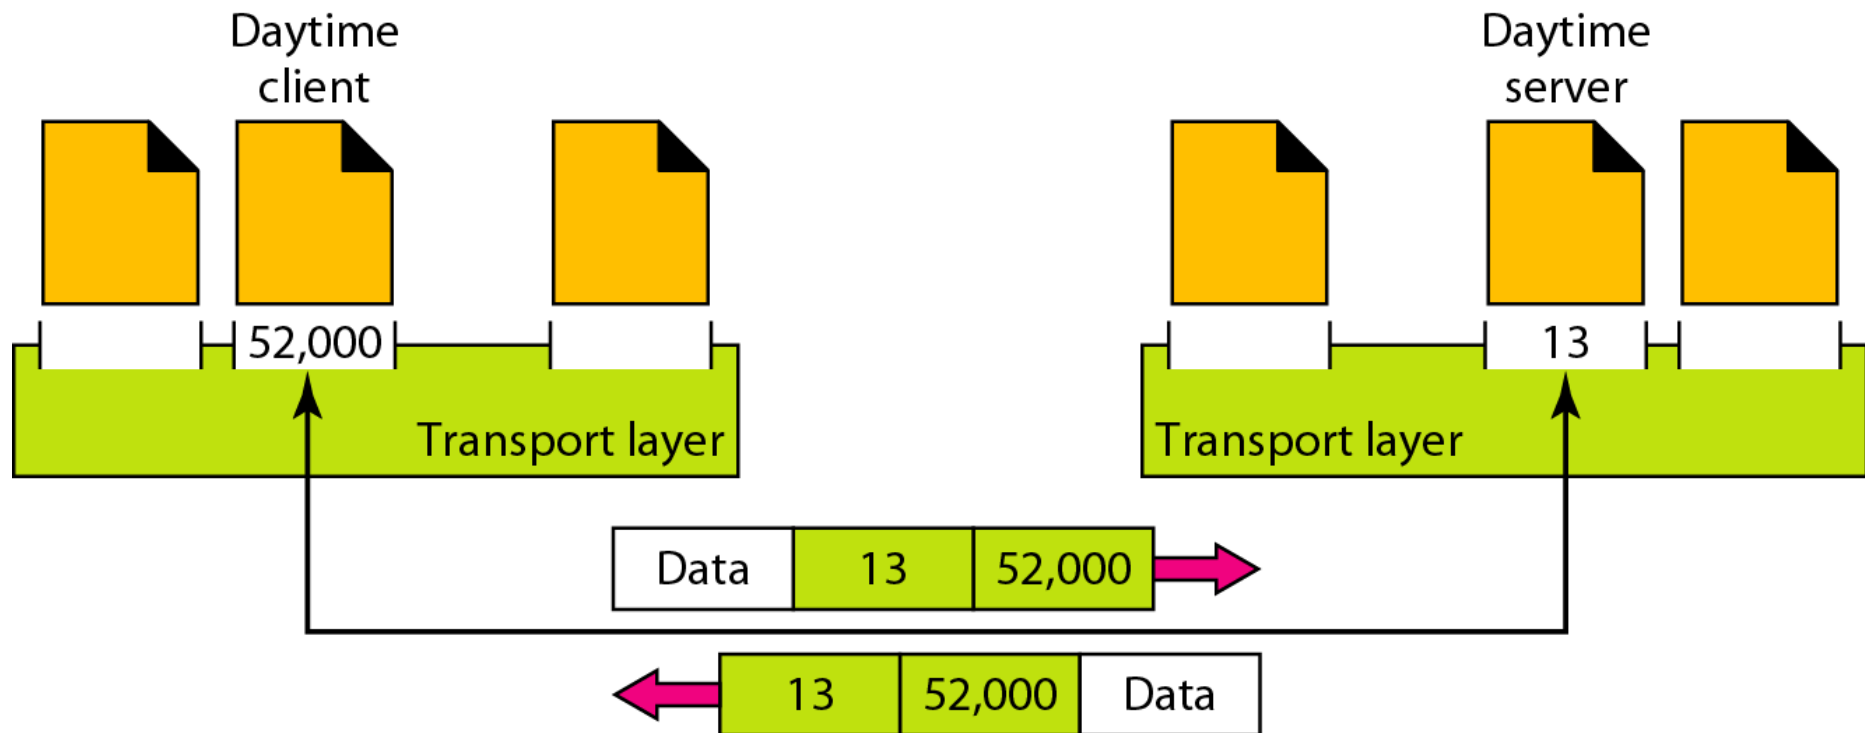 Daytime
client
Daytime
server
52,000
13
Transport layer
Transport layer
Data 13 52,000
13 52,000 Data